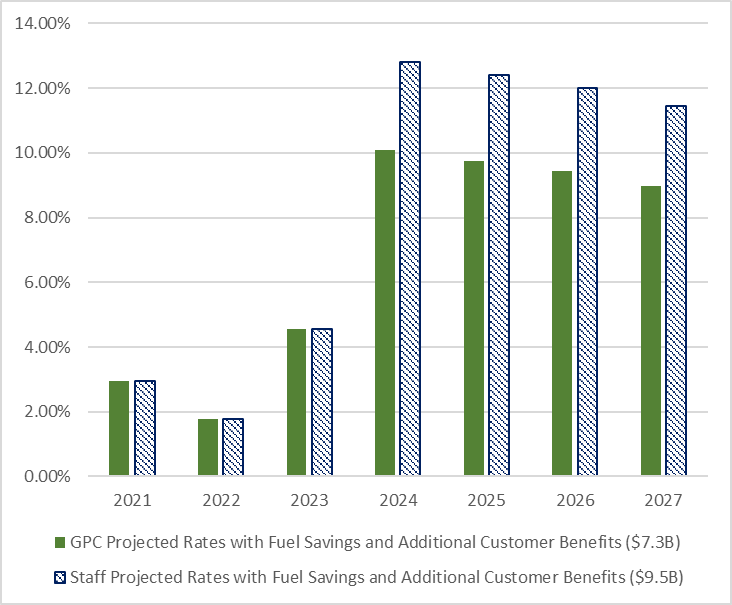 14.00%
12.00%
10.00%
8.00%
6.00%
4.00%
2.00%
0.00%
2021 2022 2023 2024 2025 2026 2027
GPC Projected Rates with Fuel Savings and Additional Customer Benefits ($7.3B)
Staff Projected Rates with Fuel Savings and Additional Customer Benefits ($9.5B)